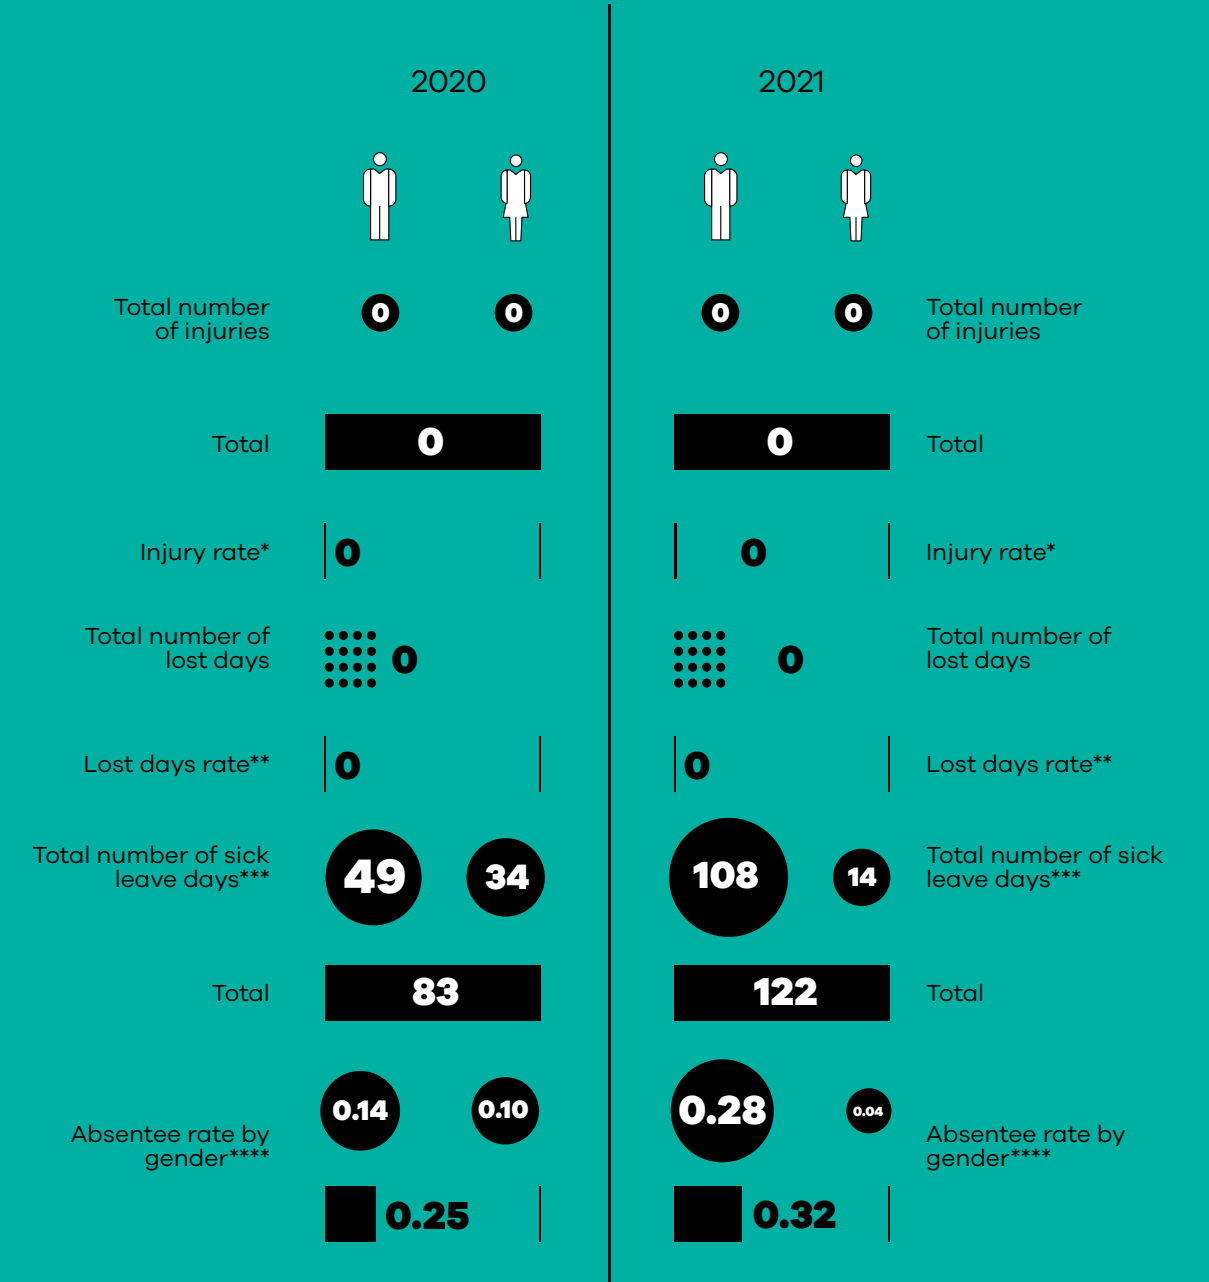 2020
2021
Total number
of injuries
0
0
0
0
Total number
of injuries
Total
0
0
Total
Injury rate*
0
0
Injury rate*
Total number of
lost days
0
0
Total number of
lost days
Lost days rate**
0
0
Lost days rate**
Total number of sick
leave days***
49
34
108
14
Total number of sick
leave days***
Total
83
122
Total
0.14
0.10
0.28
0.04
Absentee rate by
gender****
Absentee rate by
gender****
0.25
0.32